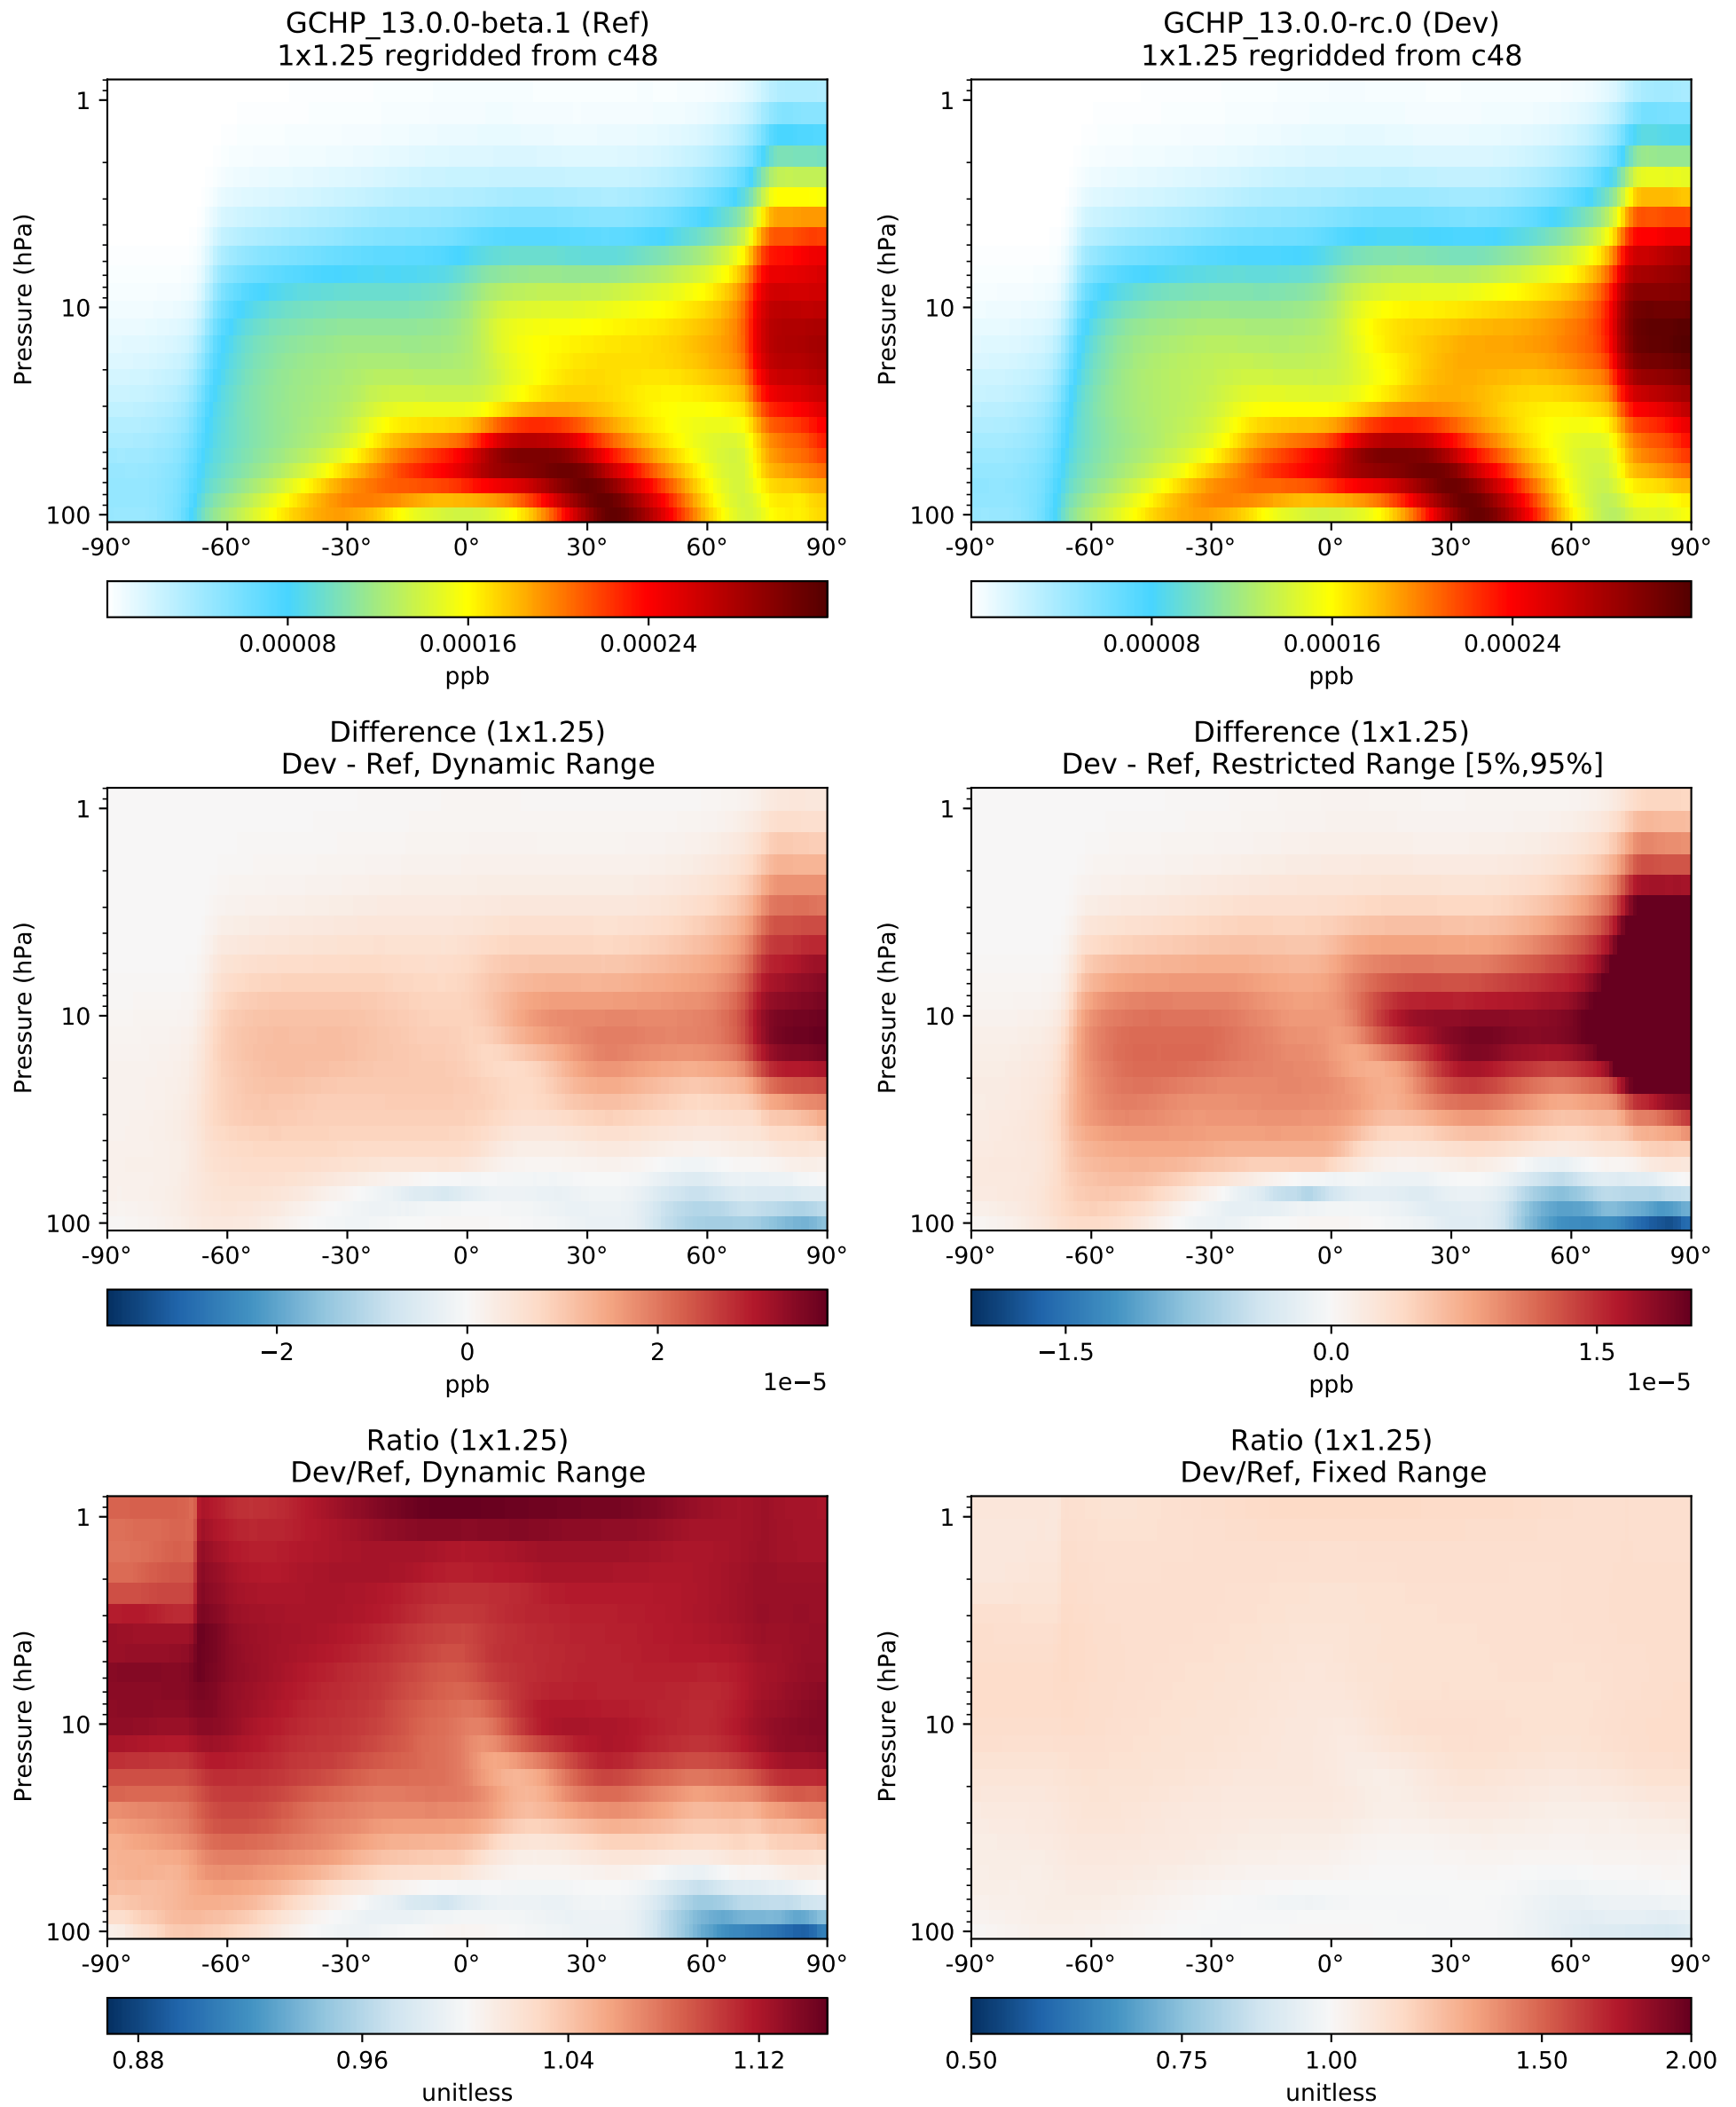 GCHP_13.0.0-beta.1 (Ref)
1x1.25 regridded from c48
Pressure (hPa)
1
10
100
-90° -60° -30° 0° 30° 60° 90°
0.00008 0.00016 0.00024
ppb
GCHP_13.0.0-rc.0 (Dev)
1x1.25 regridded from c48
Pressure (hPa)
1
10
100
-90° -60° -30° 0° 30° 60° 90°
0.00008 0.00016 0.00024
ppb
Difference (1x1.25)
Dev - Ref, Dynamic Range
Pressure (hPa)
1
10
100
-90° -60° -30° 0° 30° 60° 90°
−2 0 2
ppb 1e−5
Difference (1x1.25)
Dev - Ref, Restricted Range [5%,95%]
Pressure (hPa)
1
10
100
-90° -60° -30° 0° 30° 60° 90°
−1.5 0.0 1.5
ppb 1e−5
Ratio (1x1.25)
Dev/Ref, Dynamic Range
Pressure (hPa)
1
10
100
-90° -60° -30° 0° 30° 60° 90°
0.88 0.96 1.04 1.12
unitless
Ratio (1x1.25)
Dev/Ref, Fixed Range
Pressure (hPa)
1
10
100
-90° -60° -30° 0° 30° 60° 90°
0.50 0.75 1.00 1.50 2.00
unitless